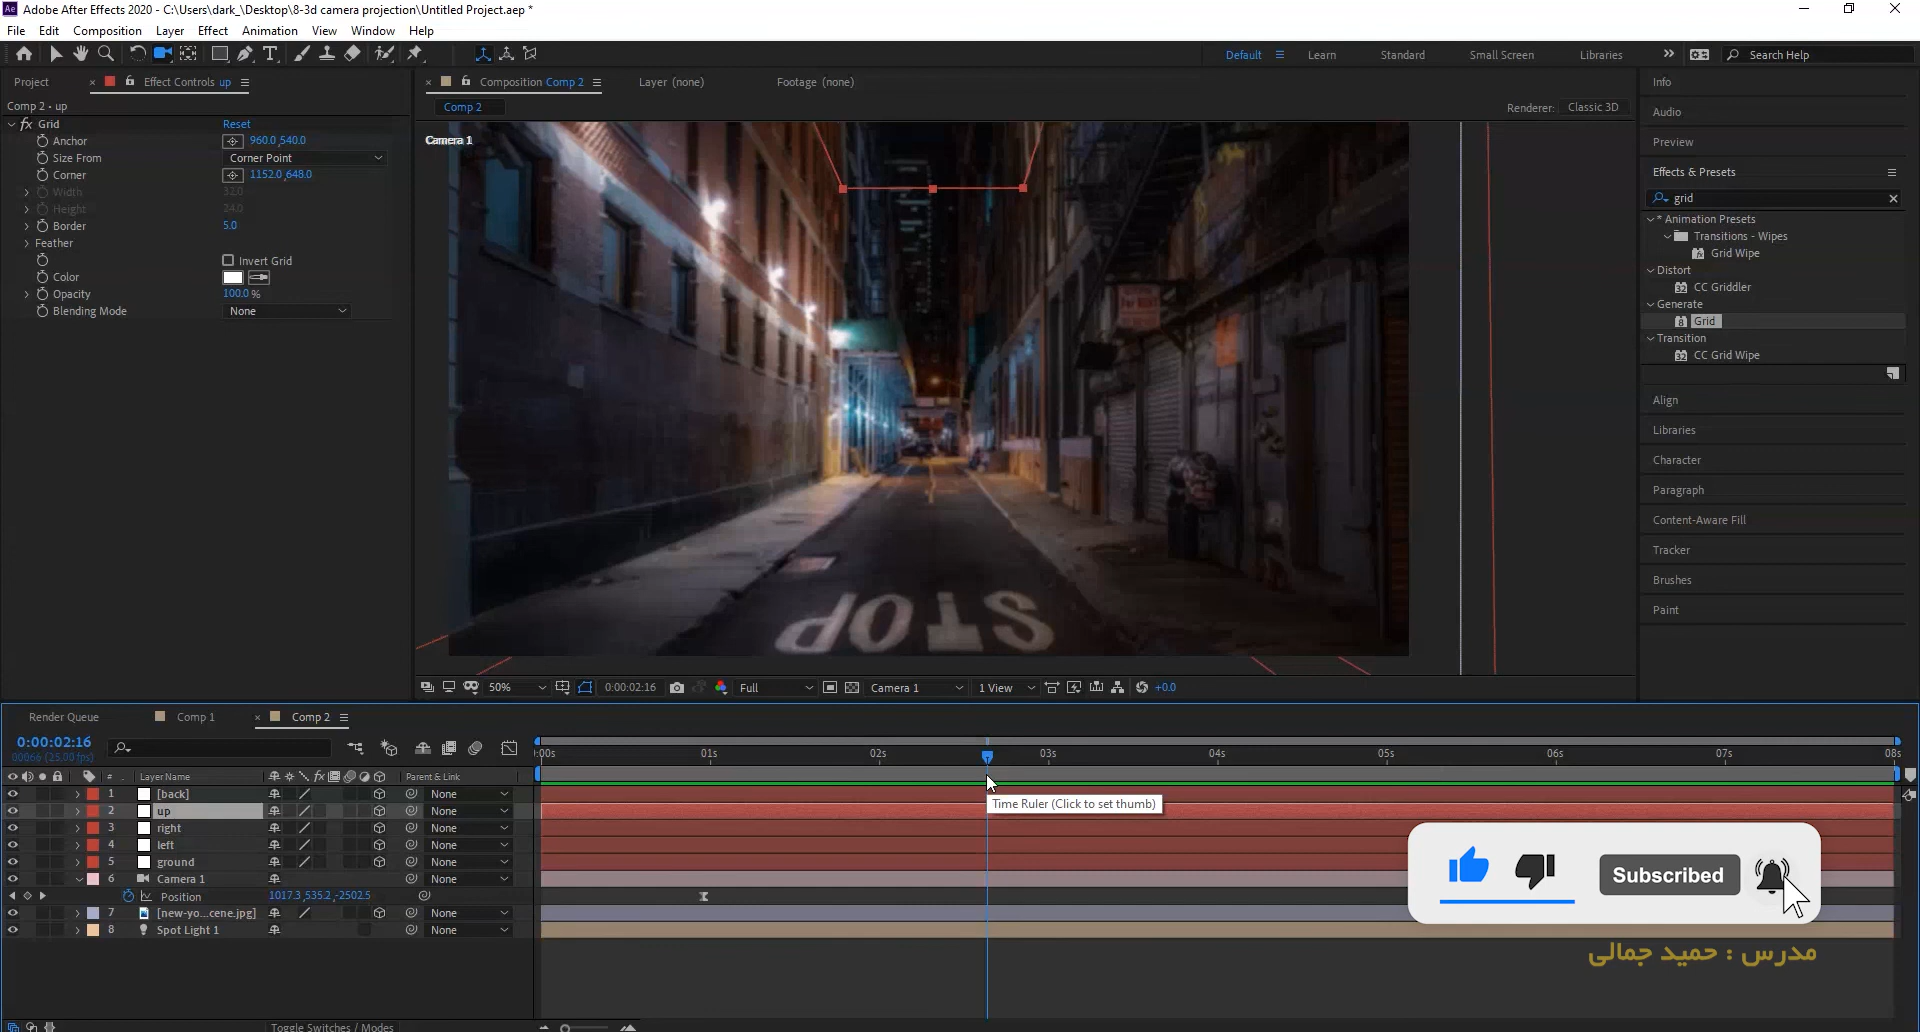 Adobe After Effects 2020 - C:\Users\dark_\Desktop\8-3d camera projection\Untitled Project.aep *
File Edit Composition Layer Effect Animation View Window Help
Default Learn Standard Small Screen Libraries Search Help
Project Effect Controls up
Composition Comp 2 Layer (none) Footage (none)
Info
Comp 2 • up
Comp 2
Renderer: Classic 3D
Audio
fx Grid Reset
Camera 1
Anchor 960.0,540.0
Preview
Size From Corner Point
Corner 1152.0,648.0
Effects & Presets
Width 32.0
grid
Height 24.0
* Animation Presets
Border 5.0
Transitions - Wipes
Feather
Grid Wipe
Invert Grid
Distort
Color
CC Griddler
Opacity 100.0 %
Generate
Blending Mode None
Grid
Transition
CC Grid Wipe
Align
Libraries
Character
Paragraph
Content-Aware Fill
Tracker
Brushes
Paint
STOP
50% 0:00:02:16 Full Camera 1 1 View +0.0
Render Queue Comp 1 Comp 2
0:00:02:16
00066 (25.00 fps)
:00s 01s 02s 03s 04s 05s 06s 07s 08s
# Layer Name fx Parent & Link
1 [back] None
2 up None
Time Ruler (Click to set thumb)
3 right None
4 left None
5 ground None
6 Camera 1
Position 1017.3,535.2,-2502.5
7 [new-yo...cene.jpg] None
8 Spot Light 1 None
Subscribed
مدرس : حمید جمالی
Toggle Switches / Modes